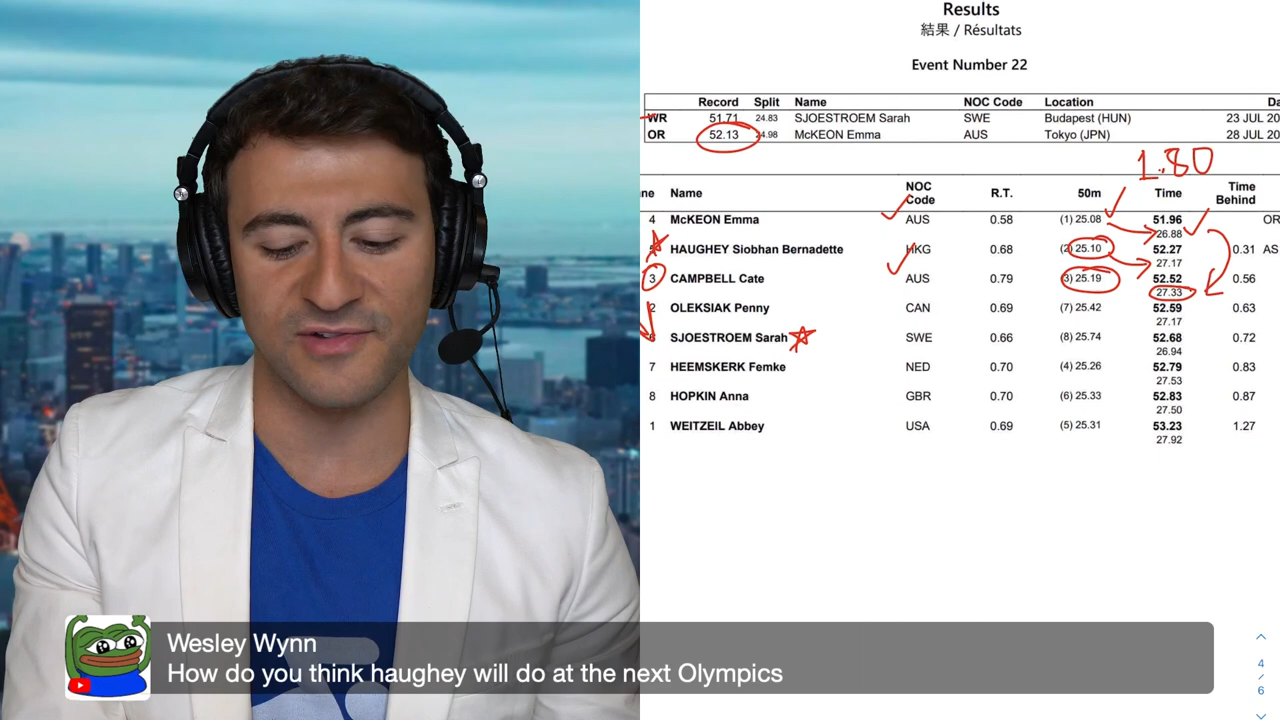 Results
結果 / Résultats
Event Number 22
Record Split Name NOC Code Location Da
WR 51.71 24.83 SJOESTROEM Sarah SWE Budapest (HUN) 23 JUL 20
OR 52.13 24.98 McKEON Emma AUS Tokyo (JPN) 28 JUL 20
1.80
ne Name NOC Code R.T. 50m Time Time Behind
4 McKEON Emma AUS 0.58 (1) 25.08 51.96 OR
26.88
HAUGHEY Siobhan Bernadette HKG 0.68 (2) 25.10 52.27 0.31 AS
27.17
3 CAMPBELL Cate AUS 0.79 (3) 25.19 52.52 0.56
27.33
2 OLEKSIAK Penny CAN 0.69 (7) 25.42 52.59 0.63
27.17
6 SJOESTROEM Sarah SWE 0.66 (8) 25.74 52.68 0.72
26.94
7 HEEMSKERK Femke NED 0.70 (4) 25.26 52.79 0.83
27.53
8 HOPKIN Anna GBR 0.70 (6) 25.33 52.83 0.87
27.50
1 WEITZEIL Abbey USA 0.69 (5) 25.31 53.23 1.27
27.92
Wesley Wynn
How do you think haughey will do at the next Olympics
4
/
6